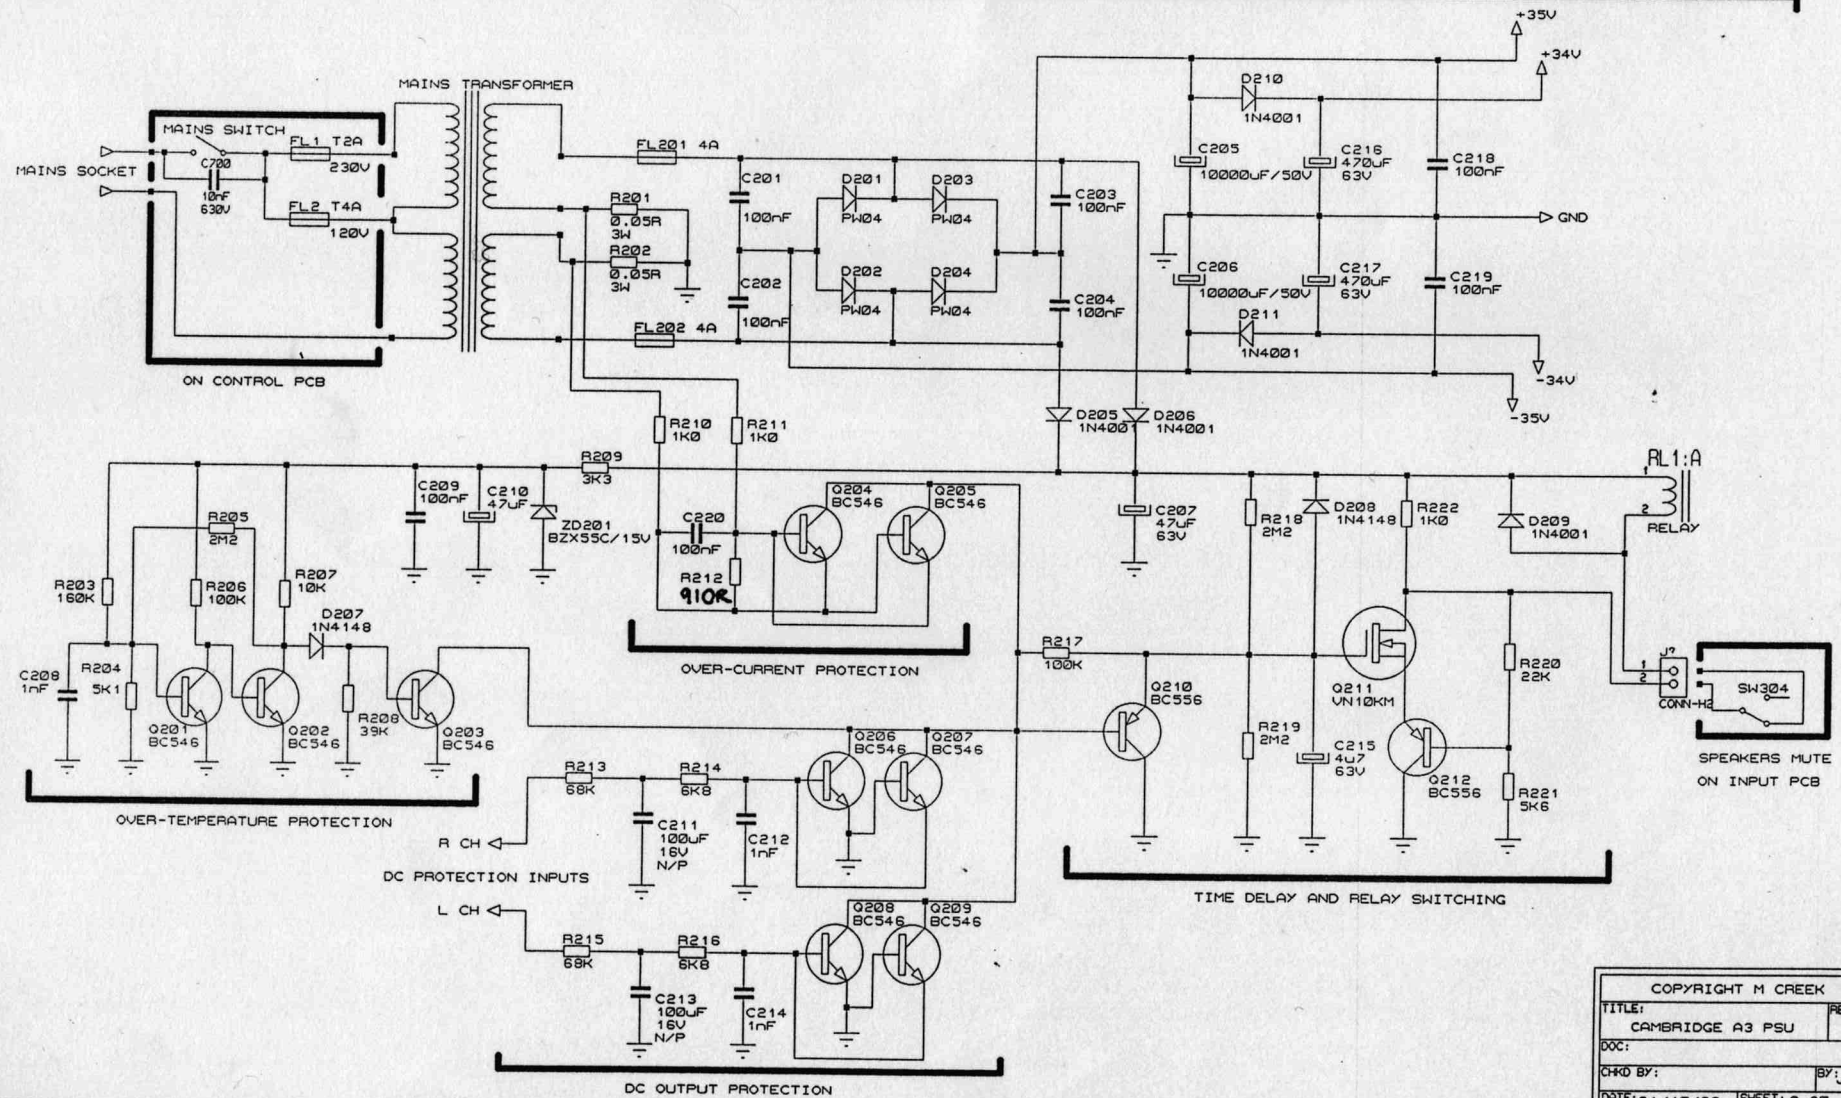 +35V
+34V
MAINS TRANSFORMER
D210
1N4001
MAINS SWITCH
FL1 T2A
230V
C700
10nF
630V
MAINS SOCKET
FL2 T4A
120V
FL201 4A
R201
0.05R
3W
R202
0.05R
3W
FL202 4A
C201
100nF
C202
100nF
D201
PW04
D203
PW04
D202
PW04
D204
PW04
C203
100nF
C204
100nF
C205
10000uF/50V
C216
470uF
63V
C218
100nF
GND
C206
10000uF/50V
C217
470uF
63V
C219
100nF
D211
1N4001
-34V
-35V
ON CONTROL PCB
R210
1K0
R211
1K0
D205
1N4001
D206
1N4001
R209
3K3
C209
100nF
C210
47uF
ZD201
BZX55C/15V
Q204
BC546
Q205
BC546
C220
100nF
R212
910R
OVER-CURRENT PROTECTION
C207
47uF
63V
R218
2M2
D208
1N4148
R222
1K0
D209
1N4001
RL1:A
1
2
RELAY
R205
2M2
R203
160K
R206
100K
R207
10K
D207
1N4148
C208
1nF
R204
5K1
Q201
BC546
Q202
BC546
R208
39K
Q203
BC546
OVER-TEMPERATURE PROTECTION
R217
100K
Q210
BC556
R219
2M2
C215
4u7
63V
Q211
VN10KM
Q212
BC556
R220
22K
R221
5K6
J?
1
2
CONN-H2
SW304
SPEAKERS MUTE
ON INPUT PCB
TIME DELAY AND RELAY SWITCHING
R213
68K
R214
6K8
Q206
BC546
Q207
BC546
C211
100uF
16V
N/P
C212
1nF
R CH
DC PROTECTION INPUTS
L CH
R215
68K
R216
6K8
Q208
BC546
Q209
BC546
C213
100uF
16V
N/P
C214
1nF
DC OUTPUT PROTECTION
COPYRIGHT M CREEK
TITLE:
CAMBRIDGE A3 PSU
DOC:
CHKD BY:
BY: